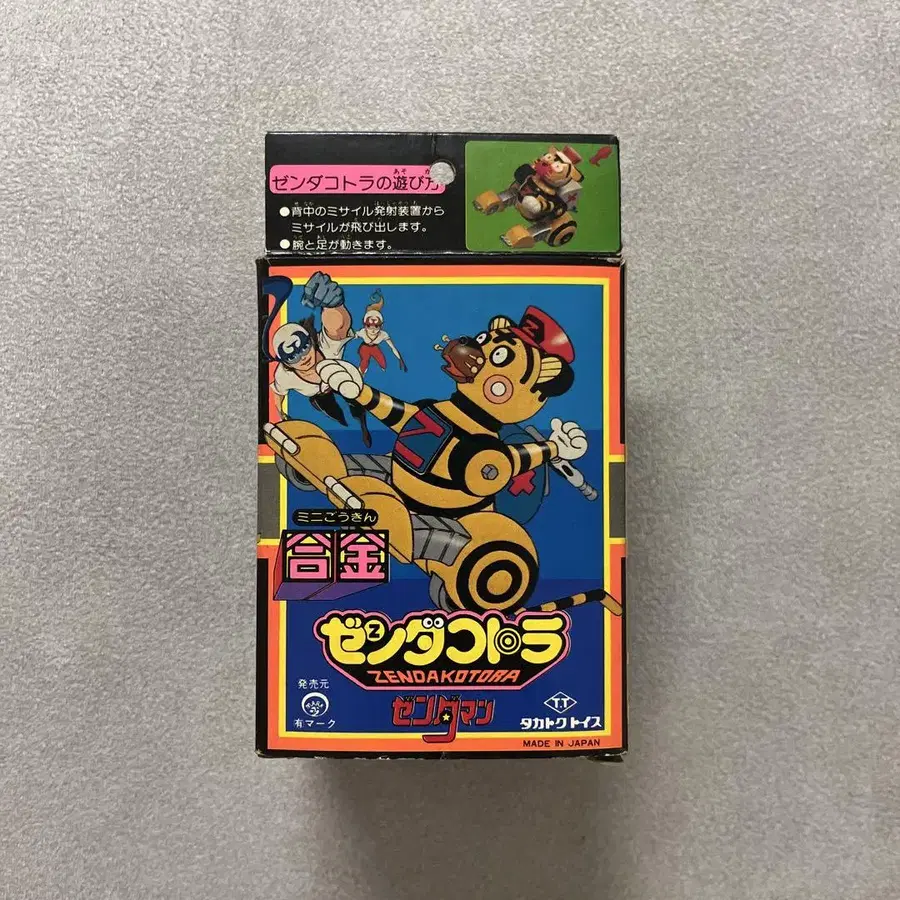 ゼンダコトラの遊び方
●背中のミサイル発射装置から
ミサイルが飛び出します。
●腕と足が動きます。
Z
Z
ミニごうきん
合金
ゼンダコトラ
ZENDAKOTORA
ゼンダマン
発売元
有マーク
T.T
タカトクトイス
MADE IN JAPAN